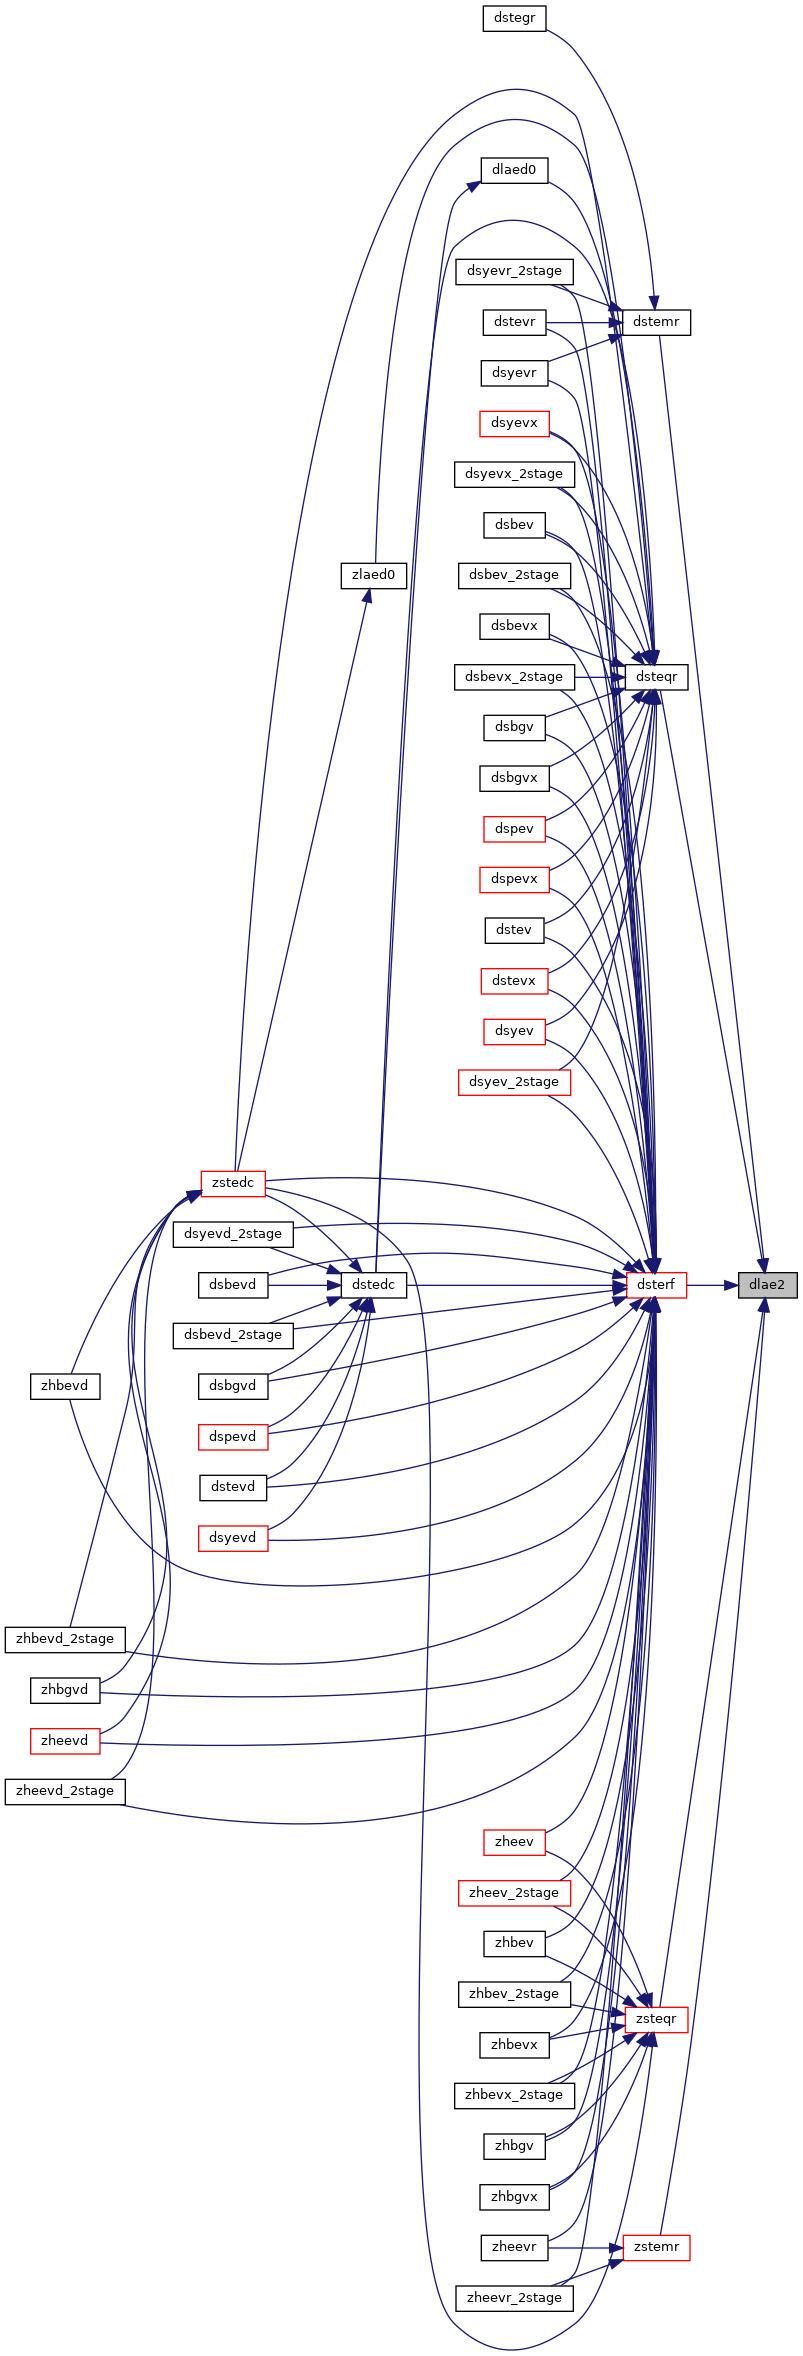 dstegr
dlaed0
dsyevr_2stage
dstevr
dstemr
dsyevr
dsyevx
dsyevx_2stage
dsbev
zlaed0
dsbev_2stage
dsbevx
dsbevx_2stage
dsteqr
dsbgv
dsbgvx
dspev
dspevx
dstev
dstevx
dsyev
dsyev_2stage
zstedc
dsyevd_2stage
dsbevd
dstedc
dsterf
dlae2
dsbevd_2stage
zhbevd
dsbgvd
dspevd
dstevd
dsyevd
zhbevd_2stage
zhbgvd
zheevd
zheevd_2stage
zheev
zheev_2stage
zhbev
zhbev_2stage
zsteqr
zhbevx
zhbevx_2stage
zhbgv
zhbgvx
zheevr
zstemr
zheevr_2stage